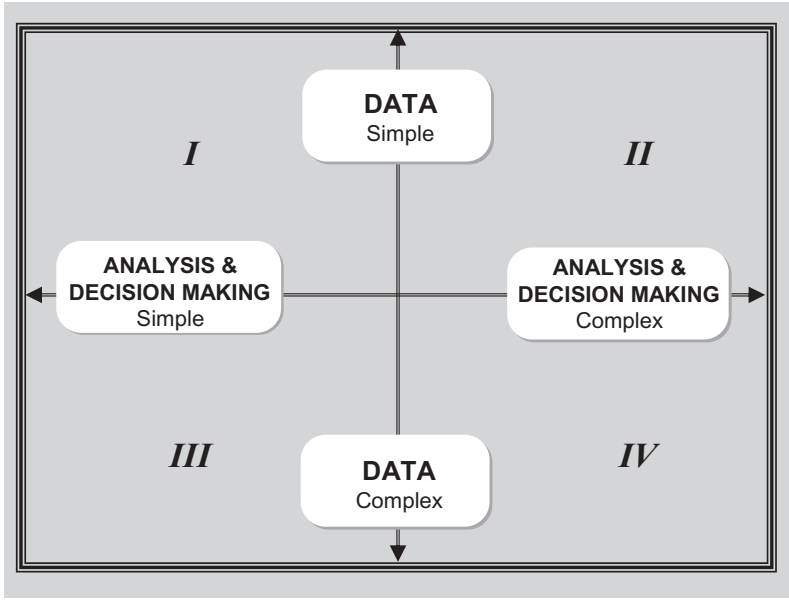 DATA
Simple
I
II
ANALYSIS &
DECISION MAKING
Simple
ANALYSIS &
DECISION MAKING
Complex
III
IV
DATA
Complex